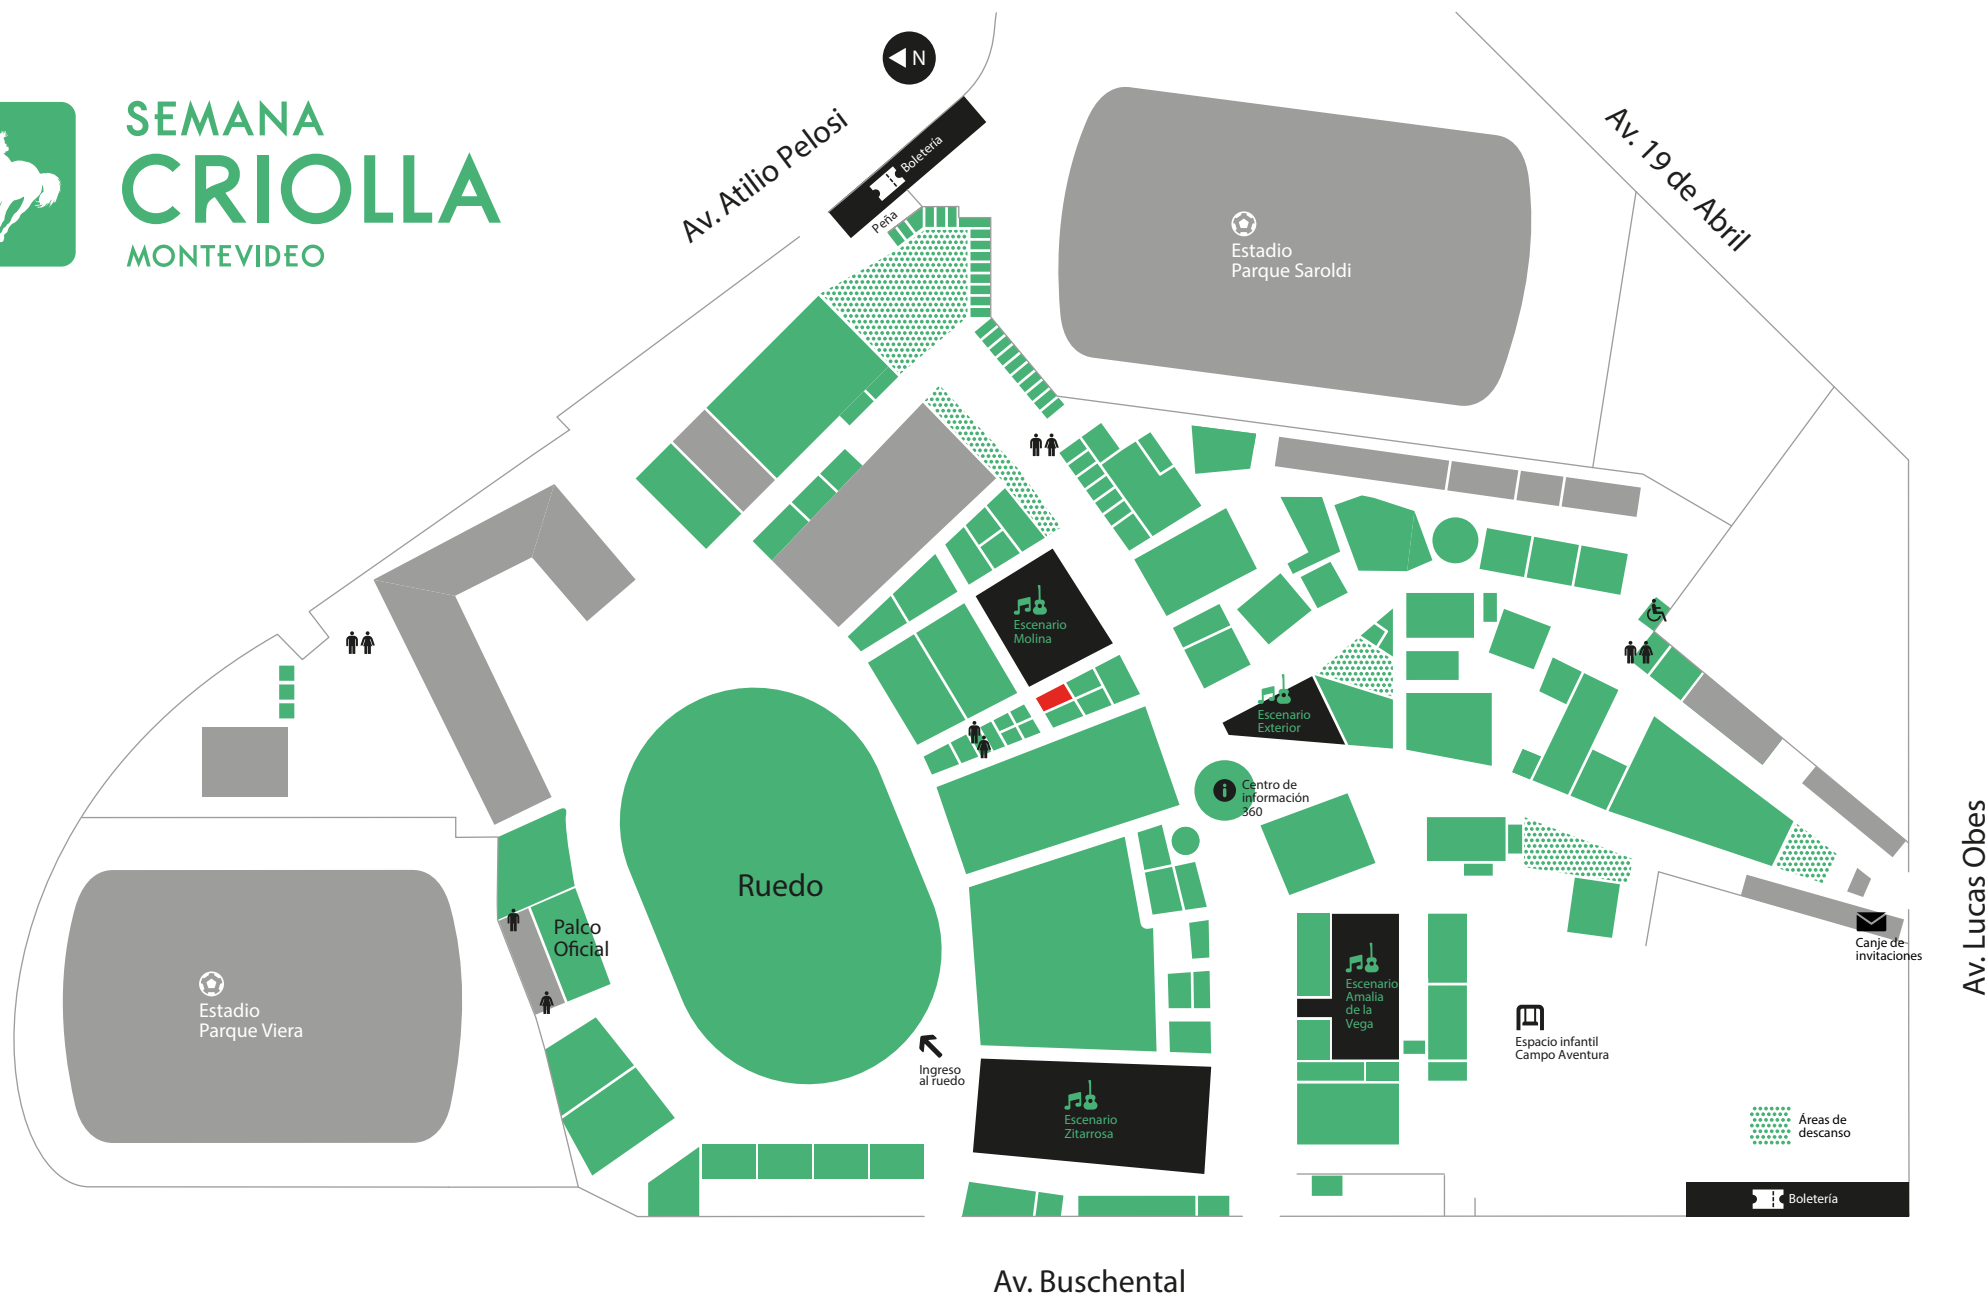 SEMANA
CRIOLLA
MONTEVIDEO
N
Av. Atilio Pelosi
Boletería
Peña
Av. 19 de Abril
Estadio
Parque Saroldi
Escenario
Molina
Escenario
Exterior
Centro de
información
360
Ruedo
Palco
Oficial
Estadio
Parque Viera
Ingreso
al ruedo
Escenario
Zitarrosa
Escenario
Amalia
de la
Vega
Espacio infantil
Campo Aventura
Canje de
invitaciones
Av. Lucas Obes
Áreas de
descanso
Boletería
Av. Buschental